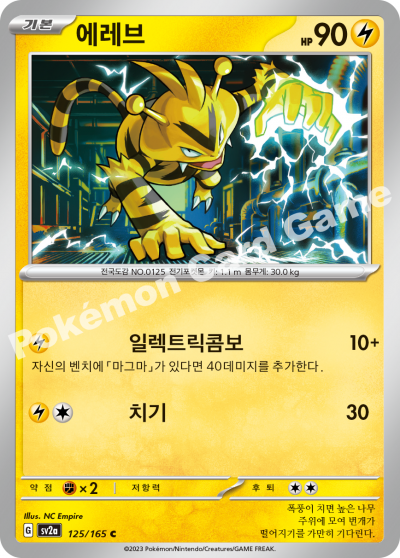 기본 에레브 HP 90
전국도감 NO.0125 전기포켓몬 키: 1.1 m 몸무게: 30.0 kg
Pokémon Card Game
일렉트릭콤보 10+
자신의 벤치에 「마그마」가 있다면 40데미지를 추가한다.
치기 30
약점 ×2 저항력 후퇴
Illus. NC Empire
G sv2a 125/165 C
폭풍이 치면 높은 나무
주위에 모여 번개가
떨어지기를 가만히 기다린다.
©2023 Pokémon/Nintendo/Creatures/GAME FREAK.